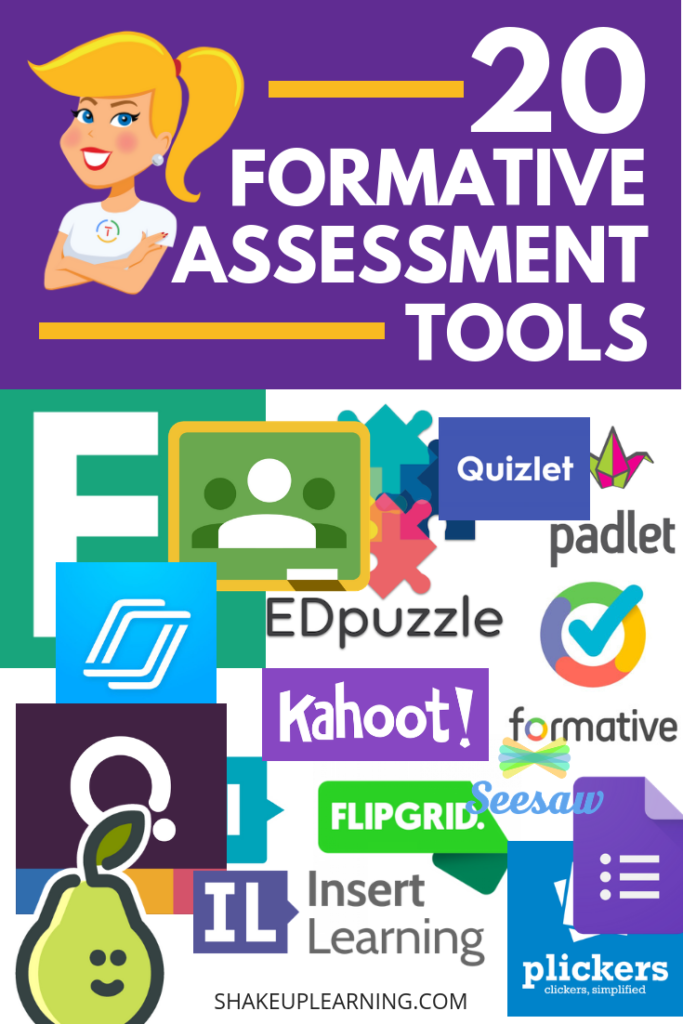 20
FORMATIVE
ASSESSMENT
TOOLS
T
F
Quizlet
padlet
EDpuzzle
Kahoot!
formative
Seesaw
FLIPGRID.
IL
Insert
Learning
plickers
clickers, simplified
SHAKEUPLEARNING.COM